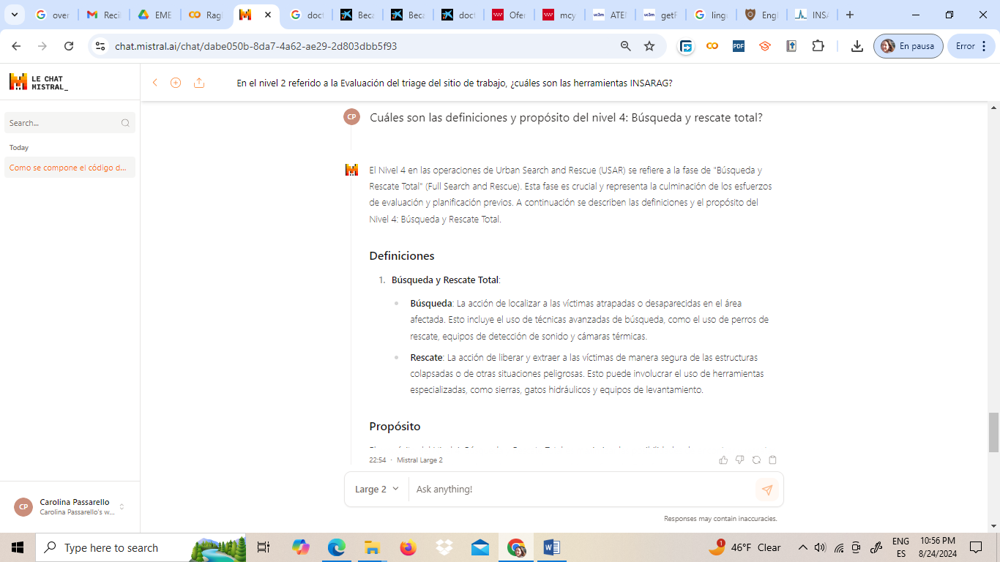 over
Reci
EME
Rag
doct
Beca
Beca
doct
Ofer
mcy
ATEI
getF
ling
Engl
INSA
chat.mistral.ai/chat/dabe050b-8da7-4a62-ae29-2d803dbb5f93
PDF
En pausa
Error
LE CHAT
MISTRAL_
En el nivel 2 referido a la Evaluación del triage del sitio de trabajo, ¿cuáles son las herramientas INSARAG?
Search...
Today
Como se compone el código d...
CP
Cuáles son las definiciones y propósito del nivel 4: Búsqueda y rescate total?
El Nivel 4 en las operaciones de Urban Search and Rescue (USAR) se refiere a la fase de "Búsqueda y
Rescate Total" (Full Search and Rescue). Esta fase es crucial y representa la culminación de los esfuerzos
de evaluación y planificación previos. A continuación se describen las definiciones y el propósito del
Nivel 4: Búsqueda y Rescate Total.
Definiciones
1. Búsqueda y Rescate Total:
Búsqueda: La acción de localizar a las víctimas atrapadas o desaparecidas en el área
afectada. Esto incluye el uso de técnicas avanzadas de búsqueda, como el uso de perros de
rescate, equipos de detección de sonido y cámaras térmicas.
Rescate: La acción de liberar y extraer a las víctimas de manera segura de las estructuras
colapsadas o de otras situaciones peligrosas. Esto puede involucrar el uso de herramientas
especializadas, como sierras, gatos hidráulicos y equipos de levantamiento.
Propósito
22:54 · Mistral Large 2
Large 2
Ask anything!
Responses may contain inaccuracies.
CP
Carolina Passarello
Carolina Passarello's w...
Type here to search
1
46°F Clear
ENG
ES
10:56 PM
8/24/2024